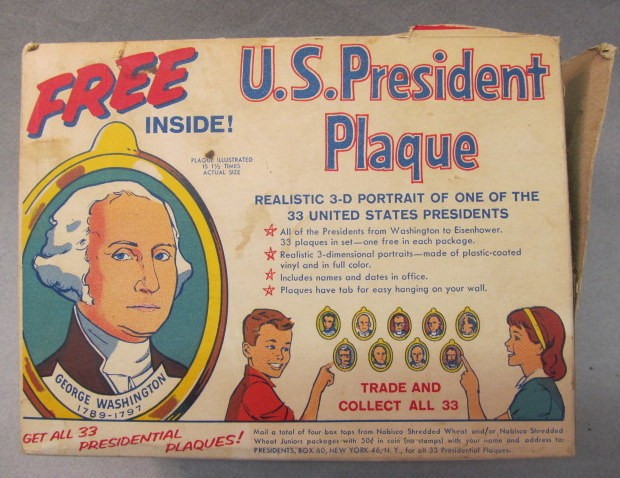 FREE
INSIDE!
U.S. President
Plaque
PLAQUE ILLUSTRATED
IS 1½ TIMES
ACTUAL SIZE
REALISTIC 3-D PORTRAIT OF ONE OF THE
33 UNITED STATES PRESIDENTS
All of the Presidents from Washington to Eisenhower.
33 plaques in set—one free in each package.
Realistic 3-dimensional portraits—made of plastic-coated
vinyl and in full color.
Includes names and dates in office.
Plaques have tab for easy hanging on your wall.
GEORGE WASHINGTON
1789-1797
TRADE AND
COLLECT ALL 33
GET ALL 33
PRESIDENTIAL
PLAQUES!
Mail a total of four box tops from Nabisco Shredded Wheat and/or Nabisco Shredded
Wheat Juniors packages with 50¢ in coin (no stamps) with your name and address to:
PRESIDENTS, BOX 60, NEW YORK 46, N. Y., for all 33 Presidential Plaques.